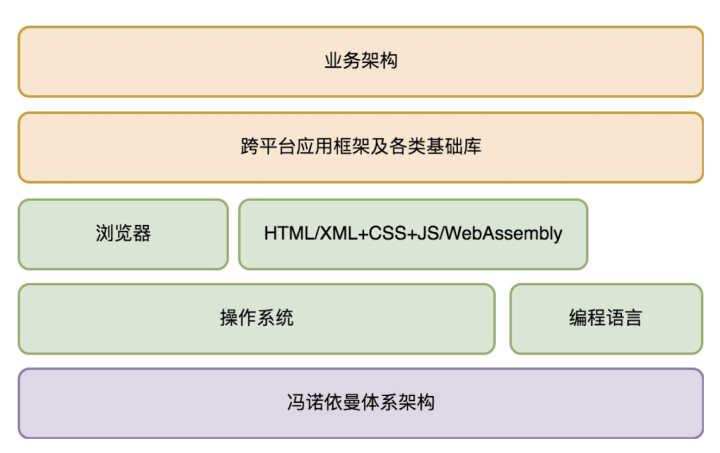 业务架构
跨平台应用框架及各类基础库
浏览器
HTML/XML+CSS+JS/WebAssembly
操作系统
编程语言
冯诺依曼体系架构